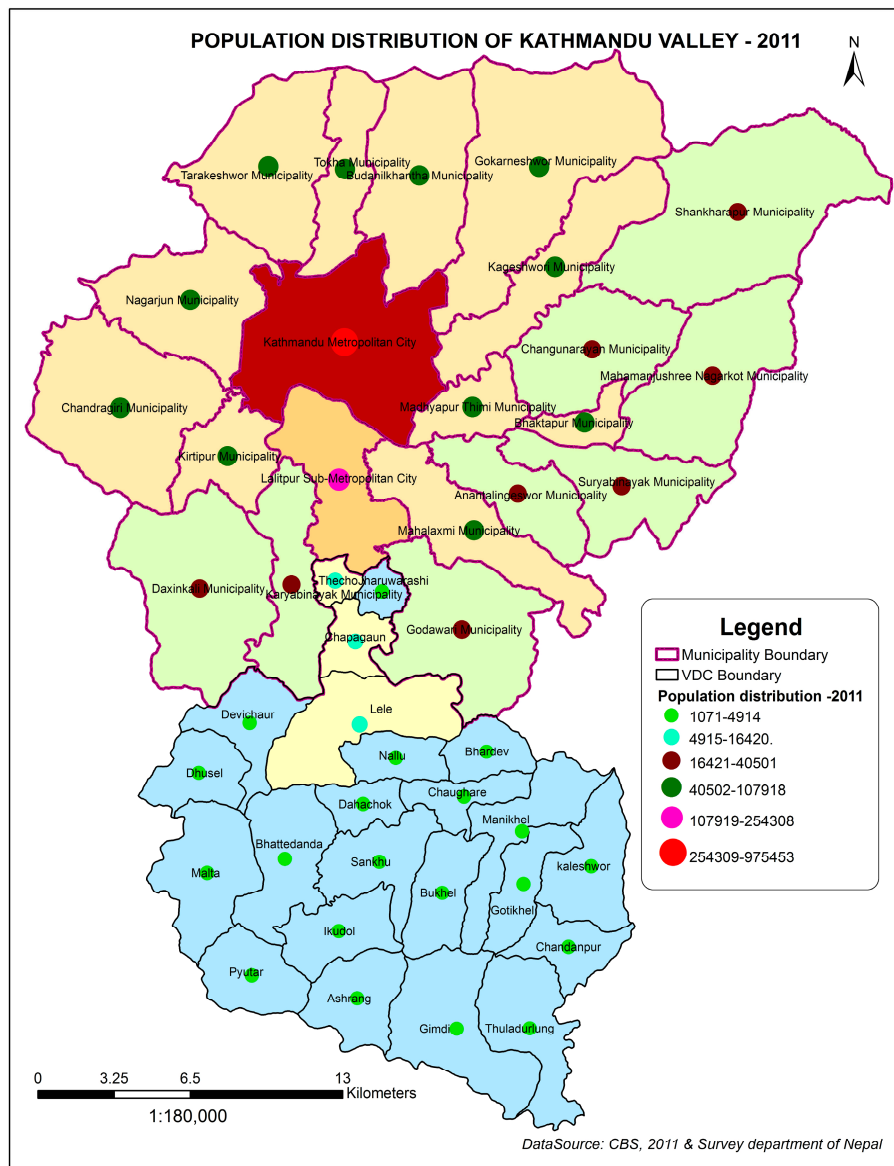 POPULATION DISTRIBUTION OF KATHMANDU VALLEY - 2011
N
Tokha Municipality
Gokarneshwor Municipality
Tarakeshwor Municipality
Budanilkhantha Municipality
Shankharapur Municipality
Kageshwori Municipality
Nagarjun Municipality
Kathmandu Metropolitan City
Changunarayan Municipality
Mahamanjushree Nagarkot Municipality
Chandragiri Municipality
Madhyapur Thimi Municipality
Bhaktapur Municipality
Kirtipur Municipality
Lalitpur Sub-Metropolitan City
Suryabinayak Municipality
Anantalingeswor Municipality
Mahalaxmi Municipality
Thecho
Jharuwarashi
Daxinkali Municipality
Karyabinayak Municipality
Chapagaun
Godawari Municipality
Lele
Devichaur
Nallu
Bhardev
Dhusel
Dahachok
Chaughare
Manikhel
Bhattedanda
Sankhu
Malta
kaleshwor
Bukhel
Gotikhel
Ikudol
Chandanpur
Pyutar
Ashrang
Gimdi
Thuladurlung
Legend
Municipality Boundary
VDC Boundary
Population distribution -2011
1071-4914
4915-16420.
16421-40501
40502-107918
107919-254308
254309-975453
0 3.25 6.5 13
Kilometers
1:180,000
DataSource: CBS, 2011 & Survey department of Nepal